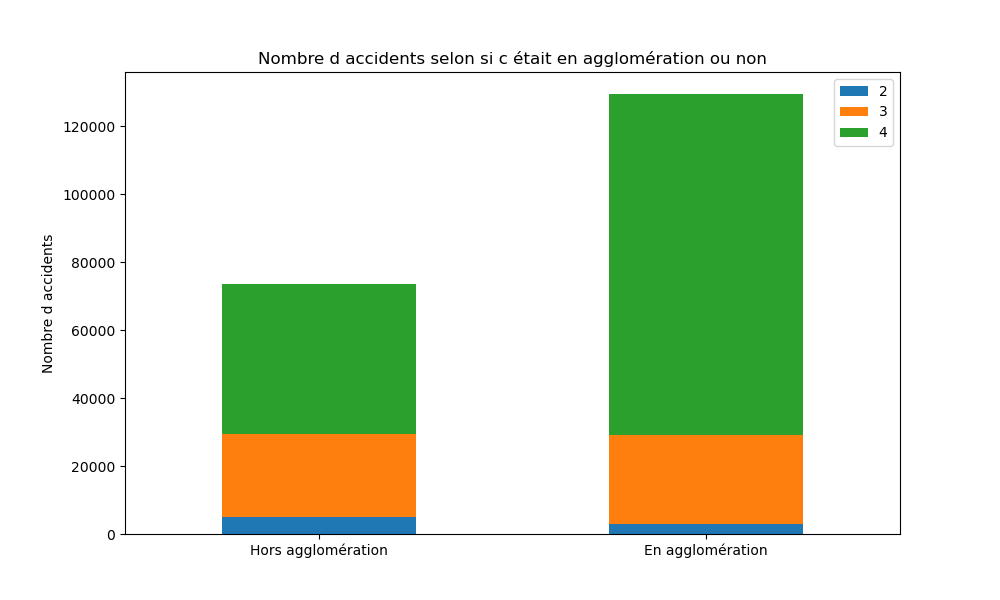 Nombre d accidents selon si c était en agglomération ou non
2
3
4
120000
100000
80000
60000
40000
20000
0
Nombre d accidents
Hors agglomération
En agglomération